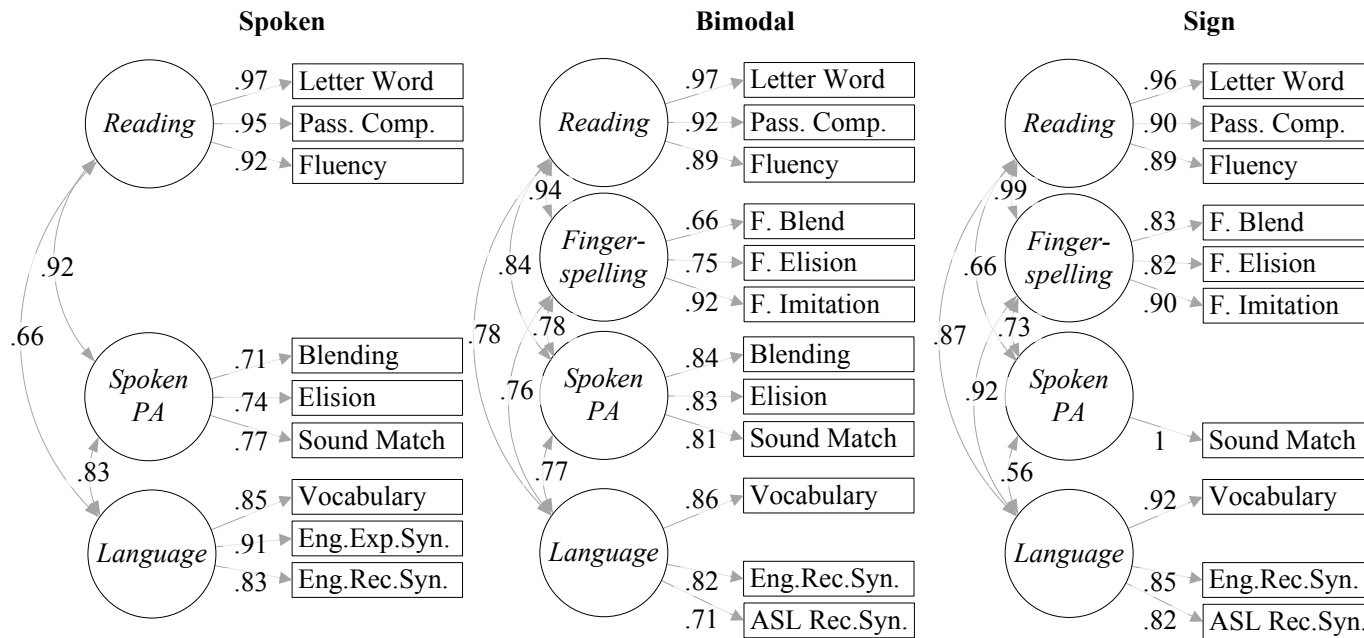 Spoken
.97 Letter Word
Reading
.95 Pass. Comp.
.92 Fluency
.92
.66
.71 Blending
Spoken
PA
.74 Elision
.77 Sound Match
.83
.85 Vocabulary
Language
.91 Eng.Exp.Syn.
.83 Eng.Rec.Syn.
Bimodal
.97 Letter Word
Reading
.92 Pass. Comp.
.89 Fluency
.94
.66 F. Blend
Finger-
spelling
.75 F. Elision
.92 F. Imitation
.84
.78
.78
.76
.84 Blending
Spoken
PA
.83 Elision
.81 Sound Match
.77
.86 Vocabulary
Language
.82 Eng.Rec.Syn.
.71 ASL Rec.Syn.
Sign
.96 Letter Word
Reading
.90 Pass. Comp.
.89 Fluency
.99
.83 F. Blend
Finger-
spelling
.82 F. Elision
.90 F. Imitation
.66
.73
.87
.92
Spoken
PA
1 Sound Match
.56
.92 Vocabulary
Language
.85 Eng.Rec.Syn.
.82 ASL Rec.Syn.